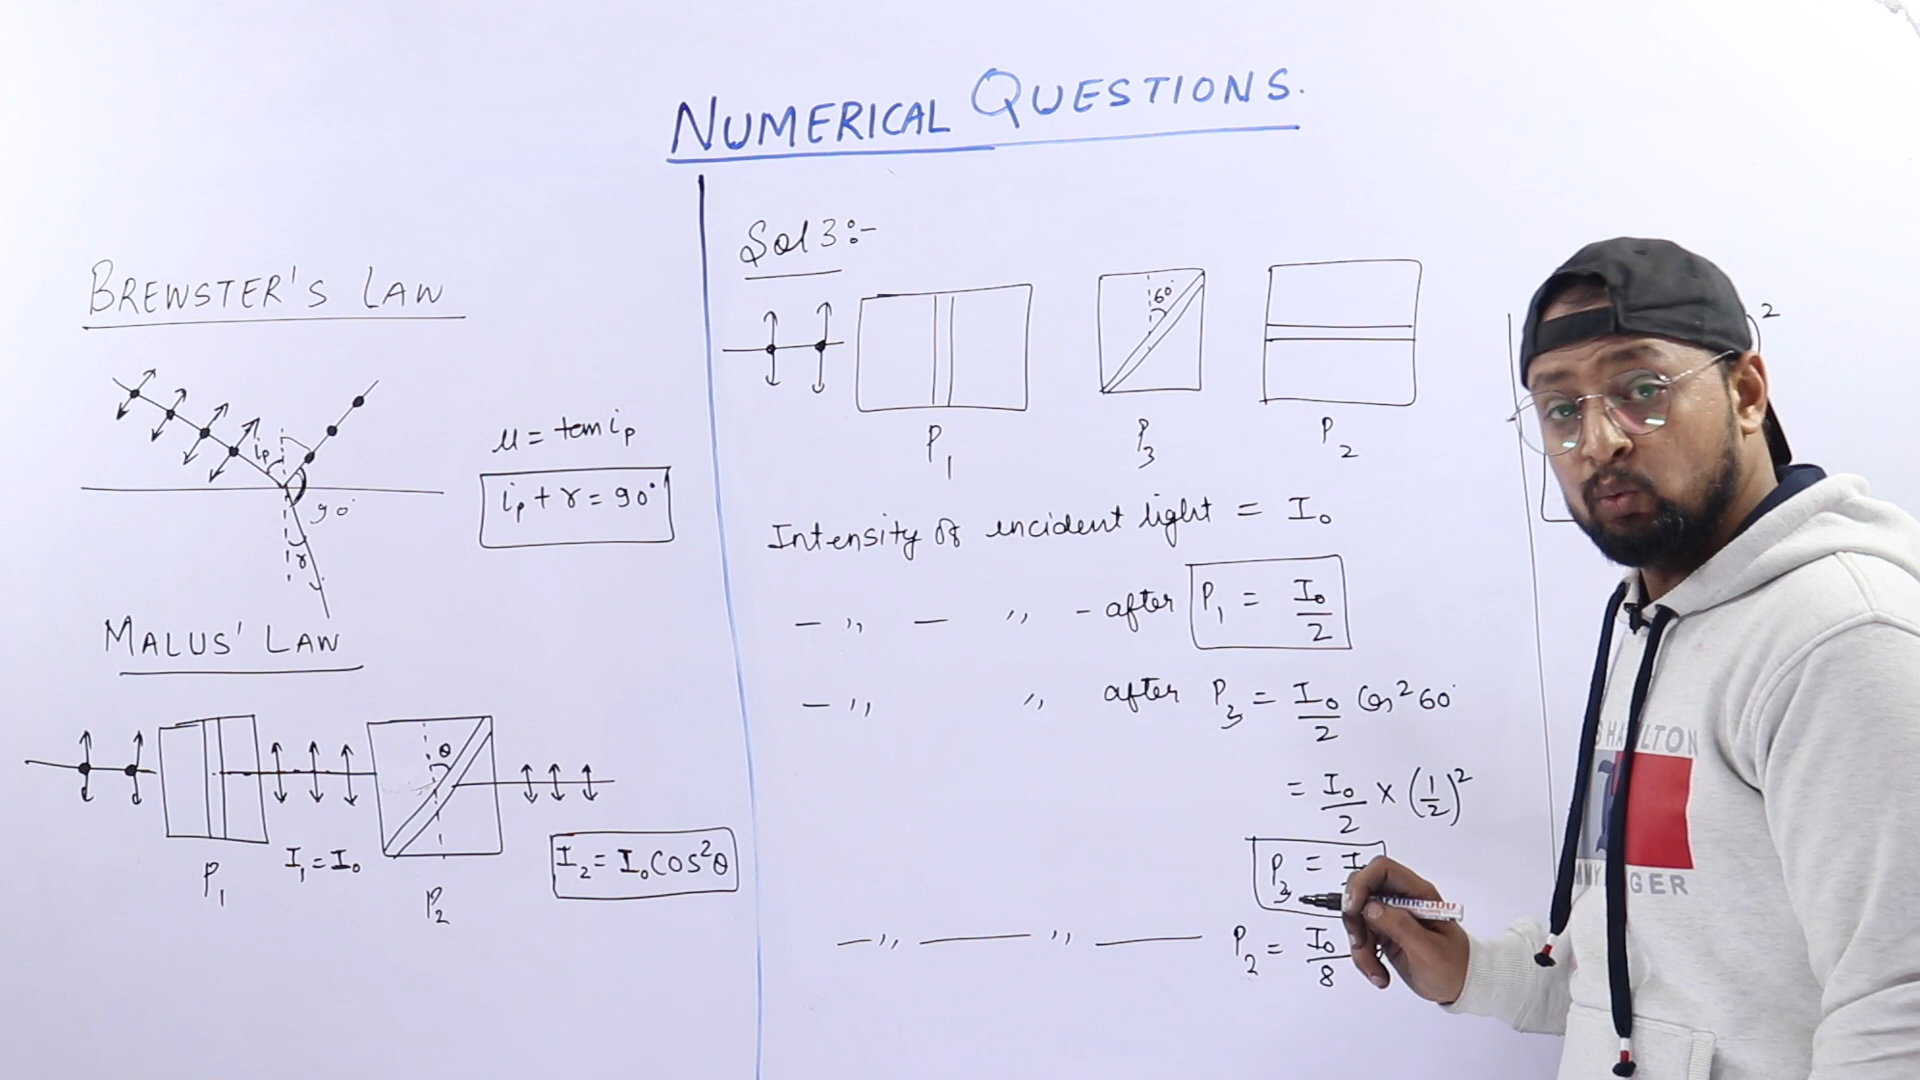 NUMERICAL QUESTIONS.
BREWSTER'S LAW
ip
90°
r
μ = tan ip
ip + r = 90°
MALUS' LAW
θ
P1
I1 = I0
P2
I2 = I0 COS²θ
Sol 3:-
60°
P1
P3
P2
Intensity of incident light = I0
— ,, — ,, - after P1 = I0/2
— ,, ,, after P3 = I0/2 Cos² 60°
= I0/2 × (1/2)²
P3 = I
— ,, — ,, — P2 = I0/8
2